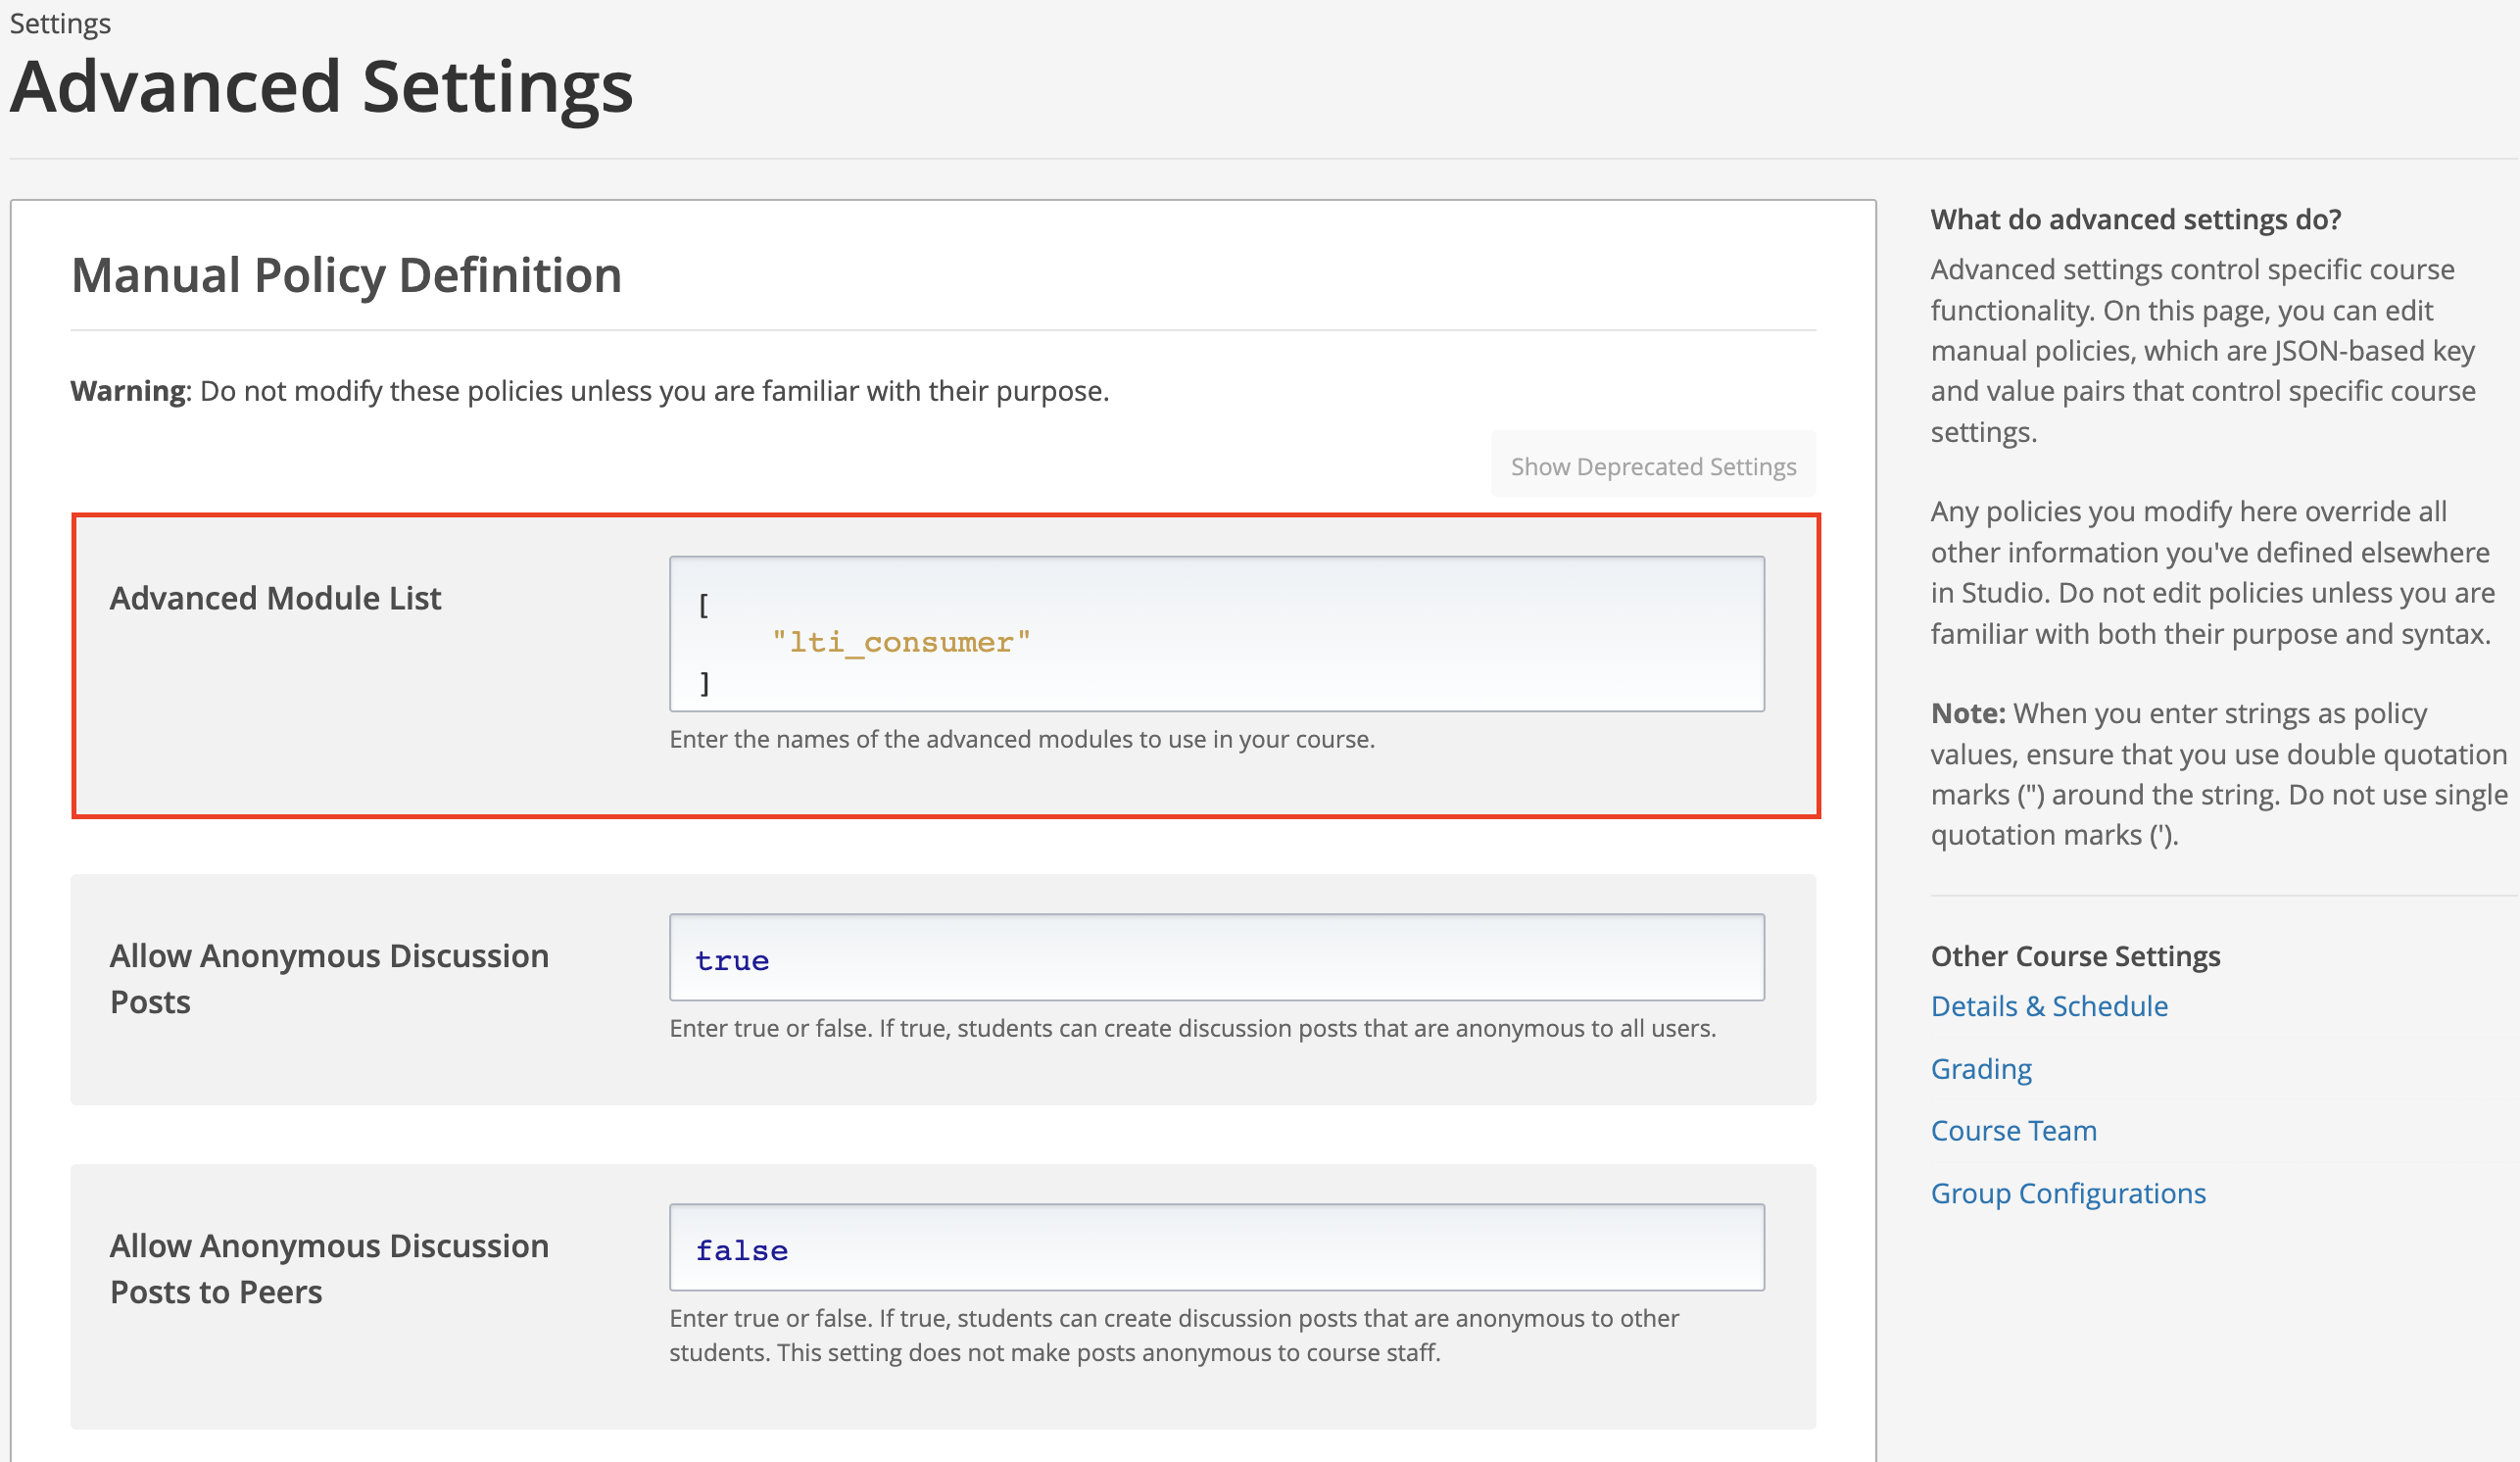 Settings
Advanced Settings
Manual Policy Definition
Warning: Do not modify these policies unless you are familiar with their purpose.
Show Deprecated Settings
Advanced Module List
[
"lti_consumer"
]
Enter the names of the advanced modules to use in your course.
Allow Anonymous Discussion
Posts
true
Enter true or false. If true, students can create discussion posts that are anonymous to all users.
Allow Anonymous Discussion
Posts to Peers
false
Enter true or false. If true, students can create discussion posts that are anonymous to other
students. This setting does not make posts anonymous to course staff.
What do advanced settings do?
Advanced settings control specific course
functionality. On this page, you can edit
manual policies, which are JSON-based key
and value pairs that control specific course
settings.
Any policies you modify here override all
other information you've defined elsewhere
in Studio. Do not edit policies unless you are
familiar with both their purpose and syntax.
Note: When you enter strings as policy
values, ensure that you use double quotation
marks (") around the string. Do not use single
quotation marks (').
Other Course Settings
Details & Schedule
Grading
Course Team
Group Configurations